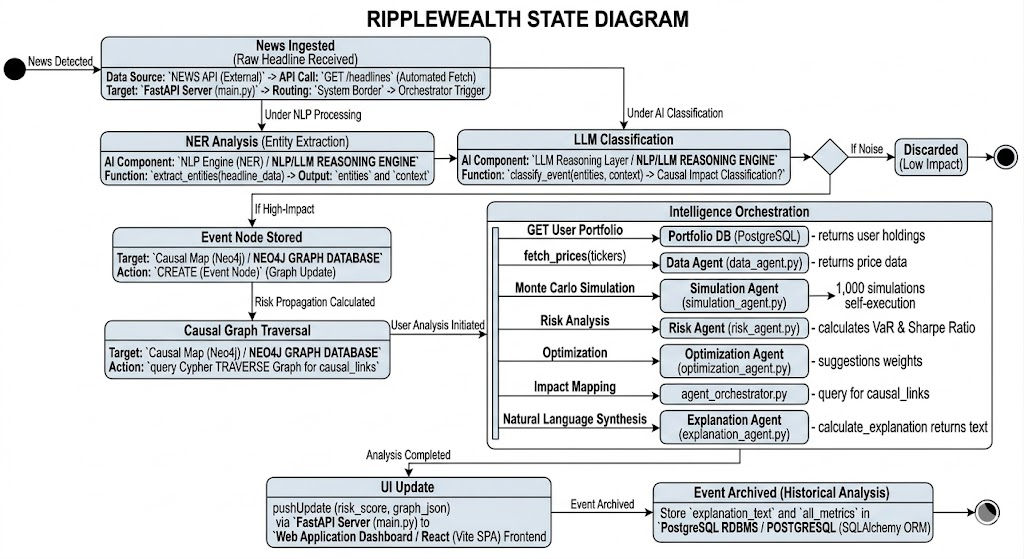 RIPPLEWEALTH STATE DIAGRAM
News Detected
News Ingested
(Raw Headline Received)
Data Source: `NEWS API (External)` -> API Call: `GET /headlines` (Automated Fetch)
Target: `FastAPI Server (main.py)` -> Routing: `System Border` -> Orchestrator Trigger
Under NLP Processing
Under AI Classification
NER Analysis (Entity Extraction)
AI Component: `NLP Engine (NER) / NLP/LLM REASONING ENGINE`
Function: `extract_entities(headline_data) -> Output: `entities` and `context`
LLM Classification
AI Component: `LLM Reasoning Layer / NLP/LLM REASONING ENGINE`
Function: `classify_event(entities, context) -> Causal Impact Classification?`
If Noise
Discarded
(Low Impact)
If High-Impact
Event Node Stored
Target: `Causal Map (Neo4j) / NEO4J GRAPH DATABASE`
Action: `CREATE (Event Node)` (Graph Update)
Risk Propagation Calculated
Causal Graph Traversal
Target: `Causal Map (Neo4j) / NEO4J GRAPH DATABASE`
Action: `query Cypher TRAVERSE Graph for causal_links`
User Analysis Initiated
Intelligence Orchestration
GET User Portfolio
Portfolio DB (PostgreSQL)
- returns user holdings
fetch_prices(tickers)
Data Agent (data_agent.py)
- returns price data
Monte Carlo Simulation
Simulation Agent
(simulation_agent.py)
1,000 simulations
self-execution
Risk Analysis
Risk Agent (risk_agent.py)
- calculates VaR & Sharpe Ratio
Optimization
Optimization Agent
(optimization_agent.py)
- suggestions weights
Impact Mapping
agent_orchestrator.py
- query for causal_links
Natural Language Synthesis
Explanation Agent
(explanation_agent.py)
- calculate_explanation returns text
Analysis Completed
UI Update
pushUpdate (risk_score, graph_json)
via `FastAPI Server (main.py) to
`Web Application Dashboard / React (Vite SPA) Frontend
Event Archived
Event Archived (Historical Analysis)
Store `explanation_text` and `all_metrics` in
`PostgreSQL RDBMS / POSTGRESQL (SQLAlchemy ORM)